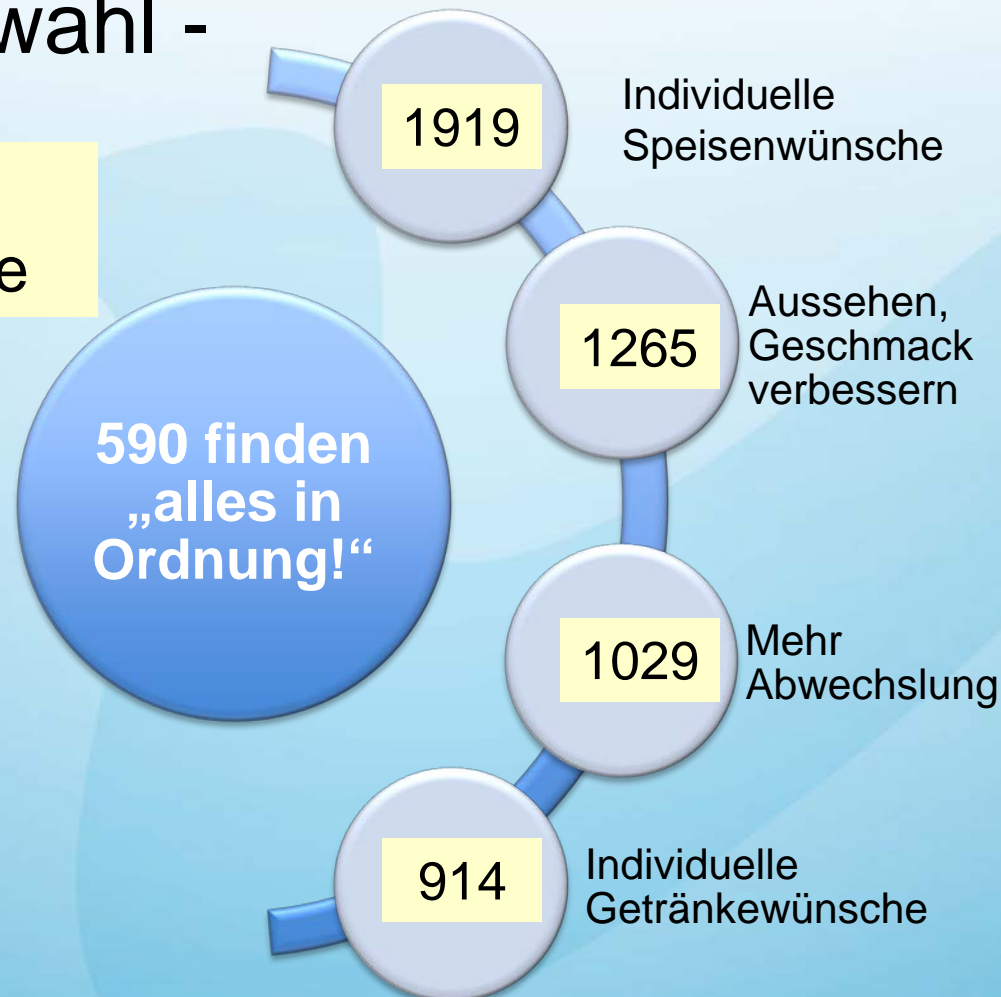 wahl -
e
1919
Individuelle
Speisenwünsche
1265
Aussehen,
Geschmack
verbessern
590 finden
„alles in
Ordnung!“
1029
Mehr
Abwechslung
914
Individuelle
Getränkewünsche